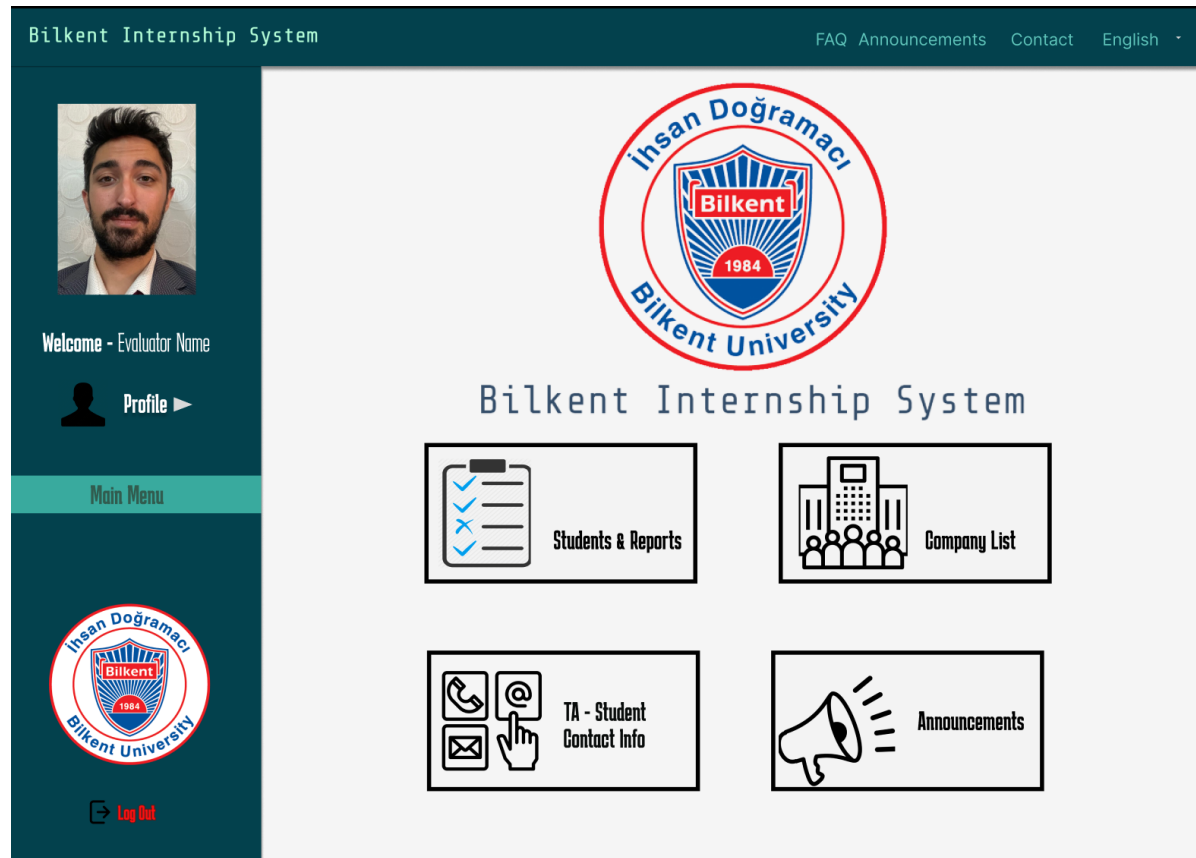 Bilkent Internship System
FAQ Announcements Contact English
İhsan Doğramacı
Bilkent
1984
Bilkent University
Welcome - Evaluator Name
Profile
Main Menu
Bilkent Internship System
Students & Reports
Company List
TA - Student
Contact Info
@
Announcements
İhsan Doğramacı
Bilkent
1984
Bilkent University
Log Out